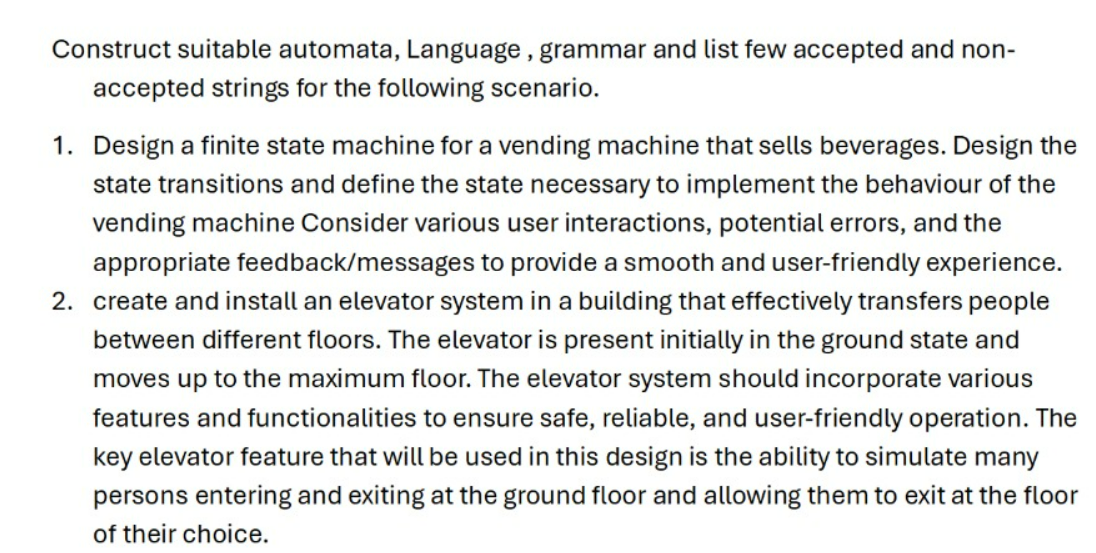 Construct suitable automata, Language , grammar and list few accepted and non-
accepted strings for the following scenario.
1. Design a finite state machine for a vending machine that sells beverages. Design the
state transitions and define the state necessary to implement the behaviour of the
vending machine Consider various user interactions, potential errors, and the
appropriate feedback/messages to provide a smooth and user-friendly experience.
2. create and install an elevator system in a building that effectively transfers people
between different floors. The elevator is present initially in the ground state and
moves up to the maximum floor. The elevator system should incorporate various
features and functionalities to ensure safe, reliable, and user-friendly operation. The
key elevator feature that will be used in this design is the ability to simulate many
persons entering and exiting at the ground floor and allowing them to exit at the floor
of their choice.